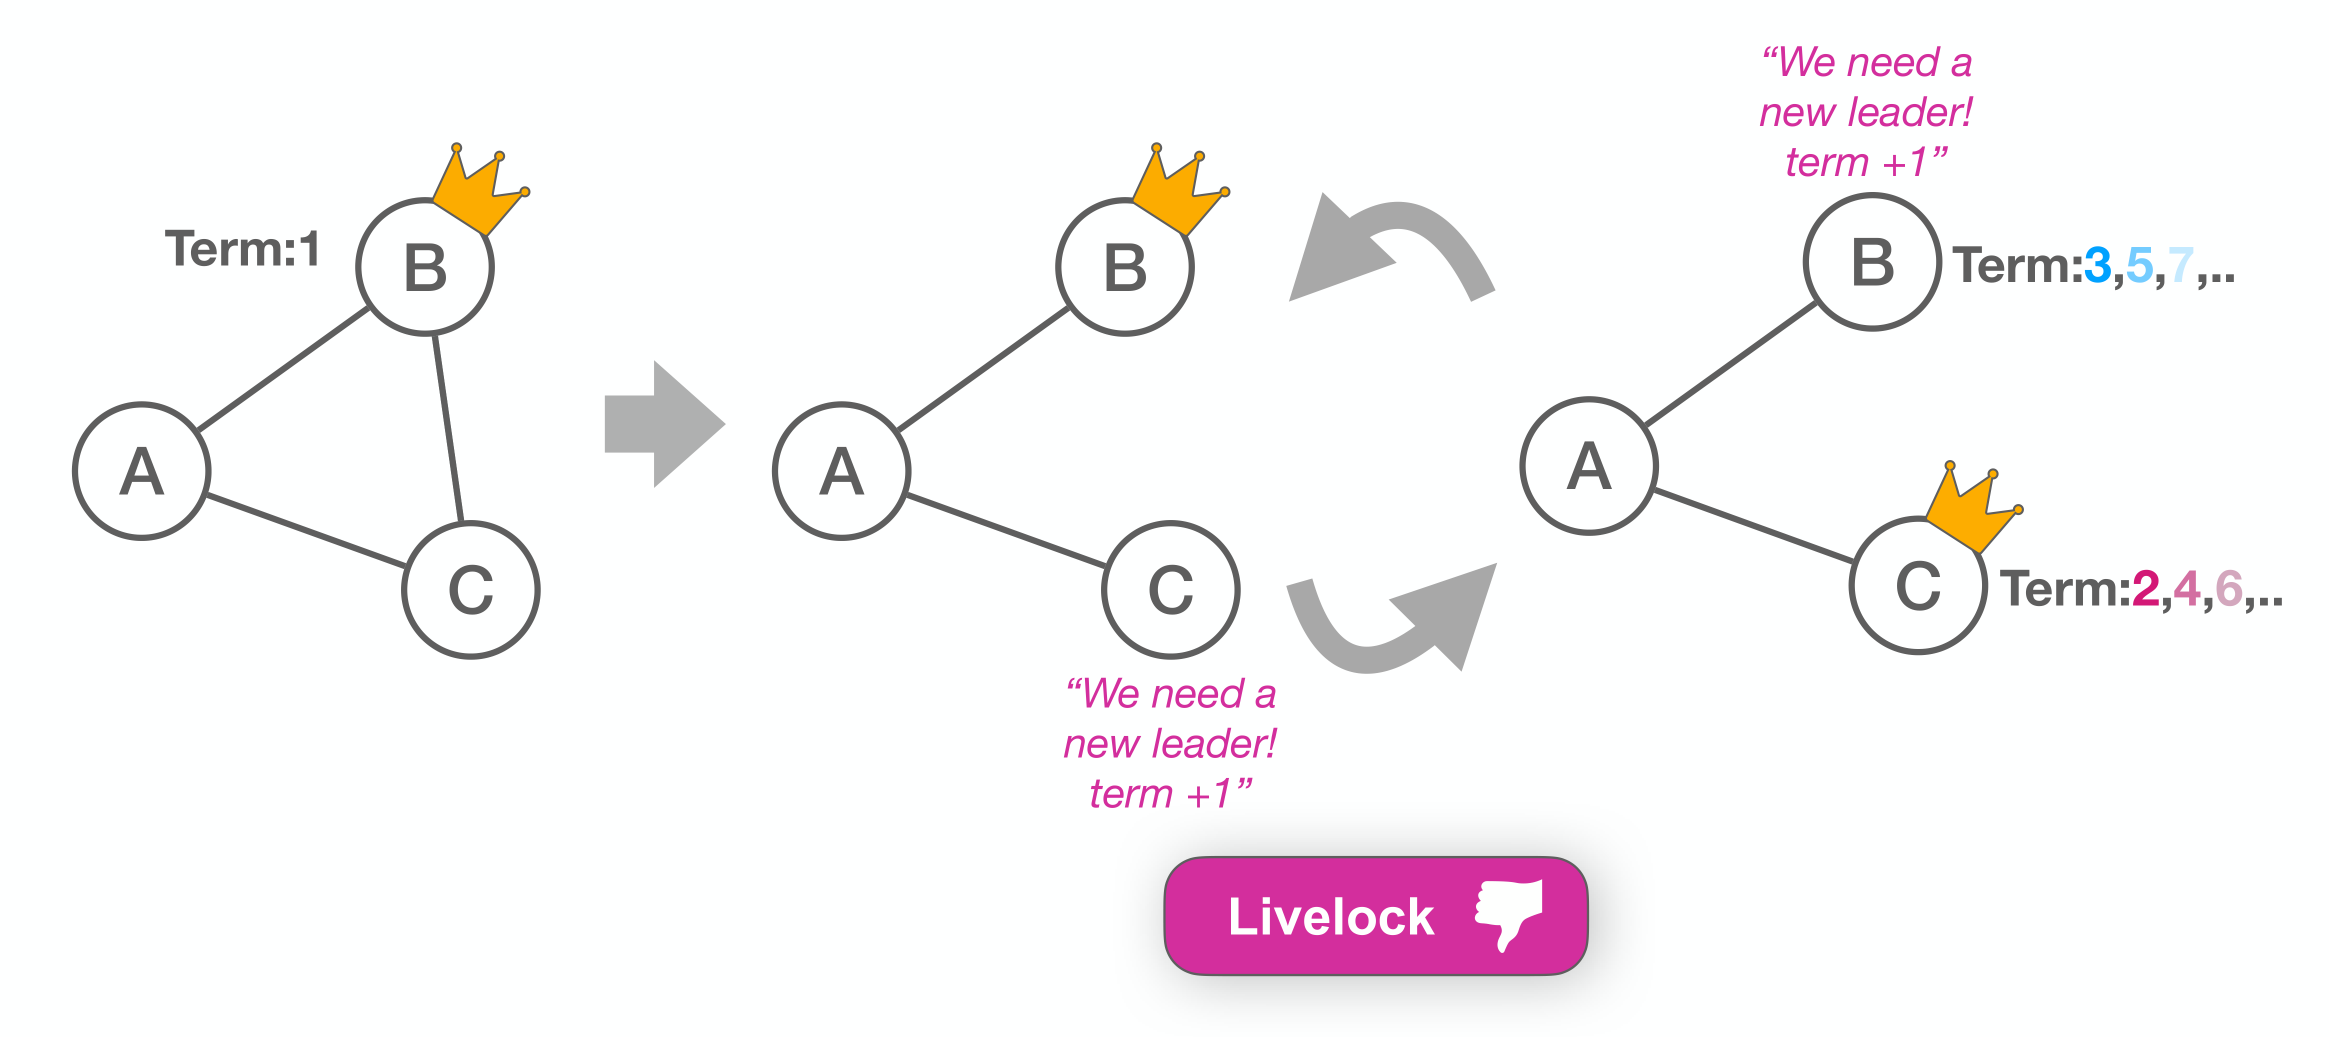 Term:1
B
A
C
B
A
C
“We need a
new leader!
term +1”
“We need a
new leader!
term +1”
B
Term:3,5,7,..
A
C
Term:2,4,6,..
Livelock